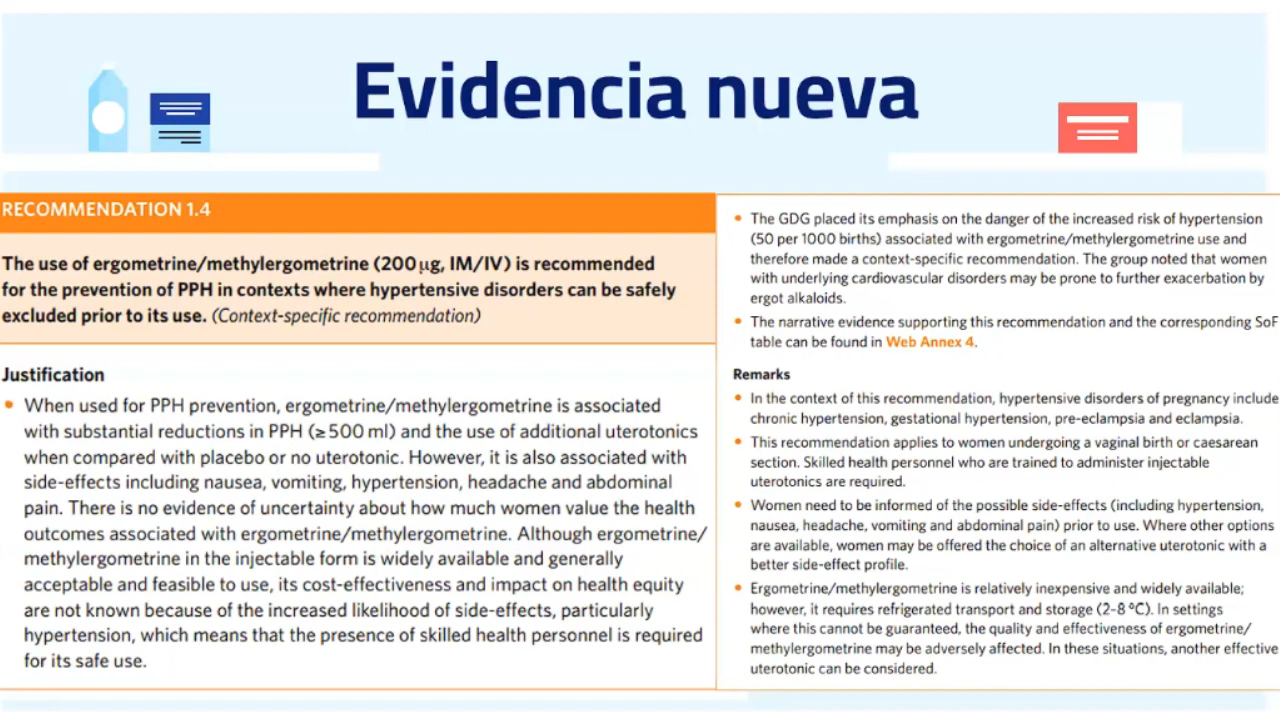 Evidencia nueva
RECOMMENDATION 1.4
The use of ergometrine/methylergometrine (200 µg, IM/IV) is recommended
for the prevention of PPH in contexts where hypertensive disorders can be safely
excluded prior to its use. (Context-specific recommendation)
Justification
• When used for PPH prevention, ergometrine/methylergometrine is associated
with substantial reductions in PPH (≥ 500 ml) and the use of additional uterotonics
when compared with placebo or no uterotonic. However, it is also associated with
side-effects including nausea, vomiting, hypertension, headache and abdominal
pain. There is no evidence of uncertainty about how much women value the health
outcomes associated with ergometrine/methylergometrine. Although ergometrine/
methylergometrine in the injectable form is widely available and generally
acceptable and feasible to use, its cost-effectiveness and impact on health equity
are not known because of the increased likelihood of side-effects, particularly
hypertension, which means that the presence of skilled health personnel is required
for its safe use.
• The GDG placed its emphasis on the danger of the increased risk of hypertension
(50 per 1000 births) associated with ergometrine/methylergometrine use and
therefore made a context-specific recommendation. The group noted that women
with underlying cardiovascular disorders may be prone to further exacerbation by
ergot alkaloids.
• The narrative evidence supporting this recommendation and the corresponding SoF
table can be found in Web Annex 4.
Remarks
• In the context of this recommendation, hypertensive disorders of pregnancy include
chronic hypertension, gestational hypertension, pre-eclampsia and eclampsia.
• This recommendation applies to women undergoing a vaginal birth or caesarean
section. Skilled health personnel who are trained to administer injectable
uterotonics are required.
• Women need to be informed of the possible side-effects (including hypertension,
nausea, headache, vomiting and abdominal pain) prior to use. Where other options
are available, women may be offered the choice of an alternative uterotonic with a
better side-effect profile.
• Ergometrine/methylergometrine is relatively inexpensive and widely available;
however, it requires refrigerated transport and storage (2–8 ºC). In settings
where this cannot be guaranteed, the quality and effectiveness of ergometrine/
methylergometrine may be adversely affected. In these situations, another effective
uterotonic can be considered.